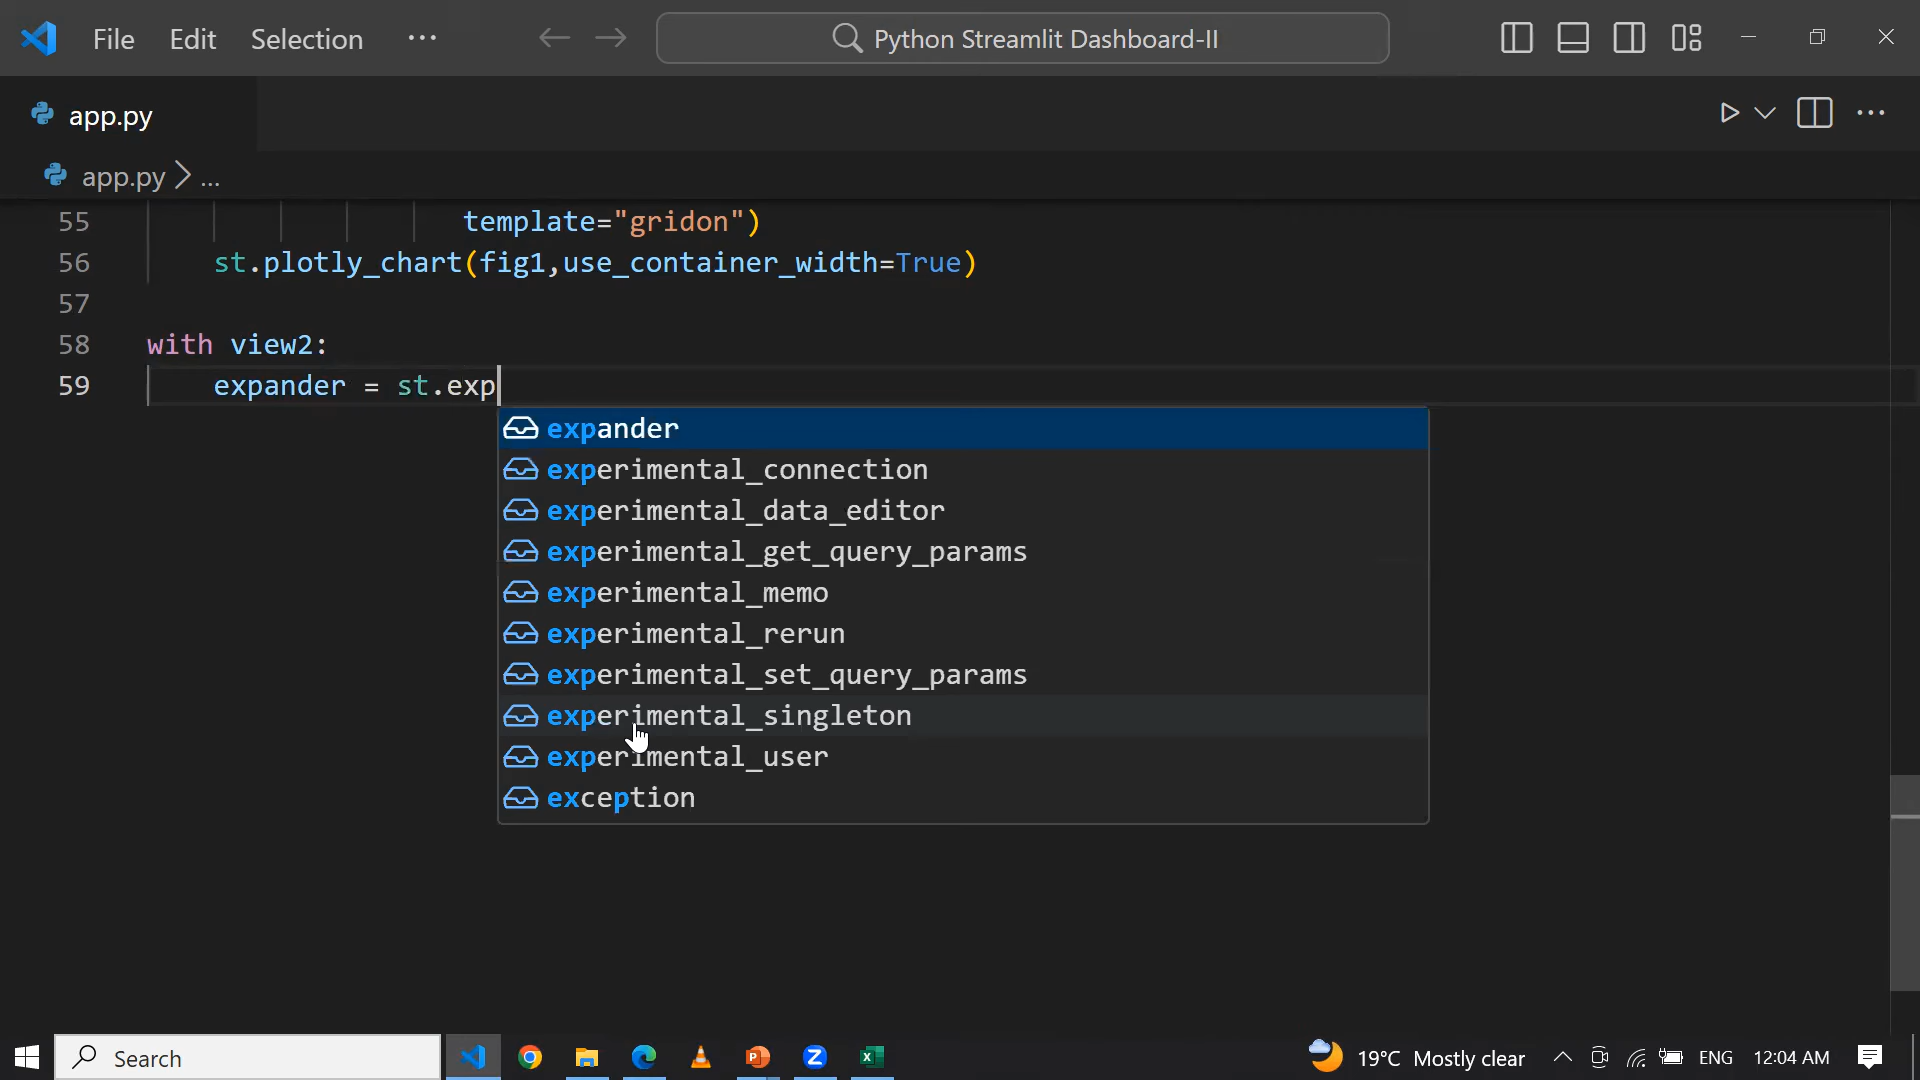 File Edit Selection ...
Python Streamlit Dashboard-II
app.py
app.py > ...
55 template="gridon")
56 st.plotly_chart(fig1,use_container_width=True)
57
58 with view2:
59 expander = st.exp
expander
experimental_connection
experimental_data_editor
experimental_get_query_params
experimental_memo
experimental_rerun
experimental_set_query_params
experimental_singleton
experimental_user
exception
Search
19°C Mostly clear
ENG
12:04 AM